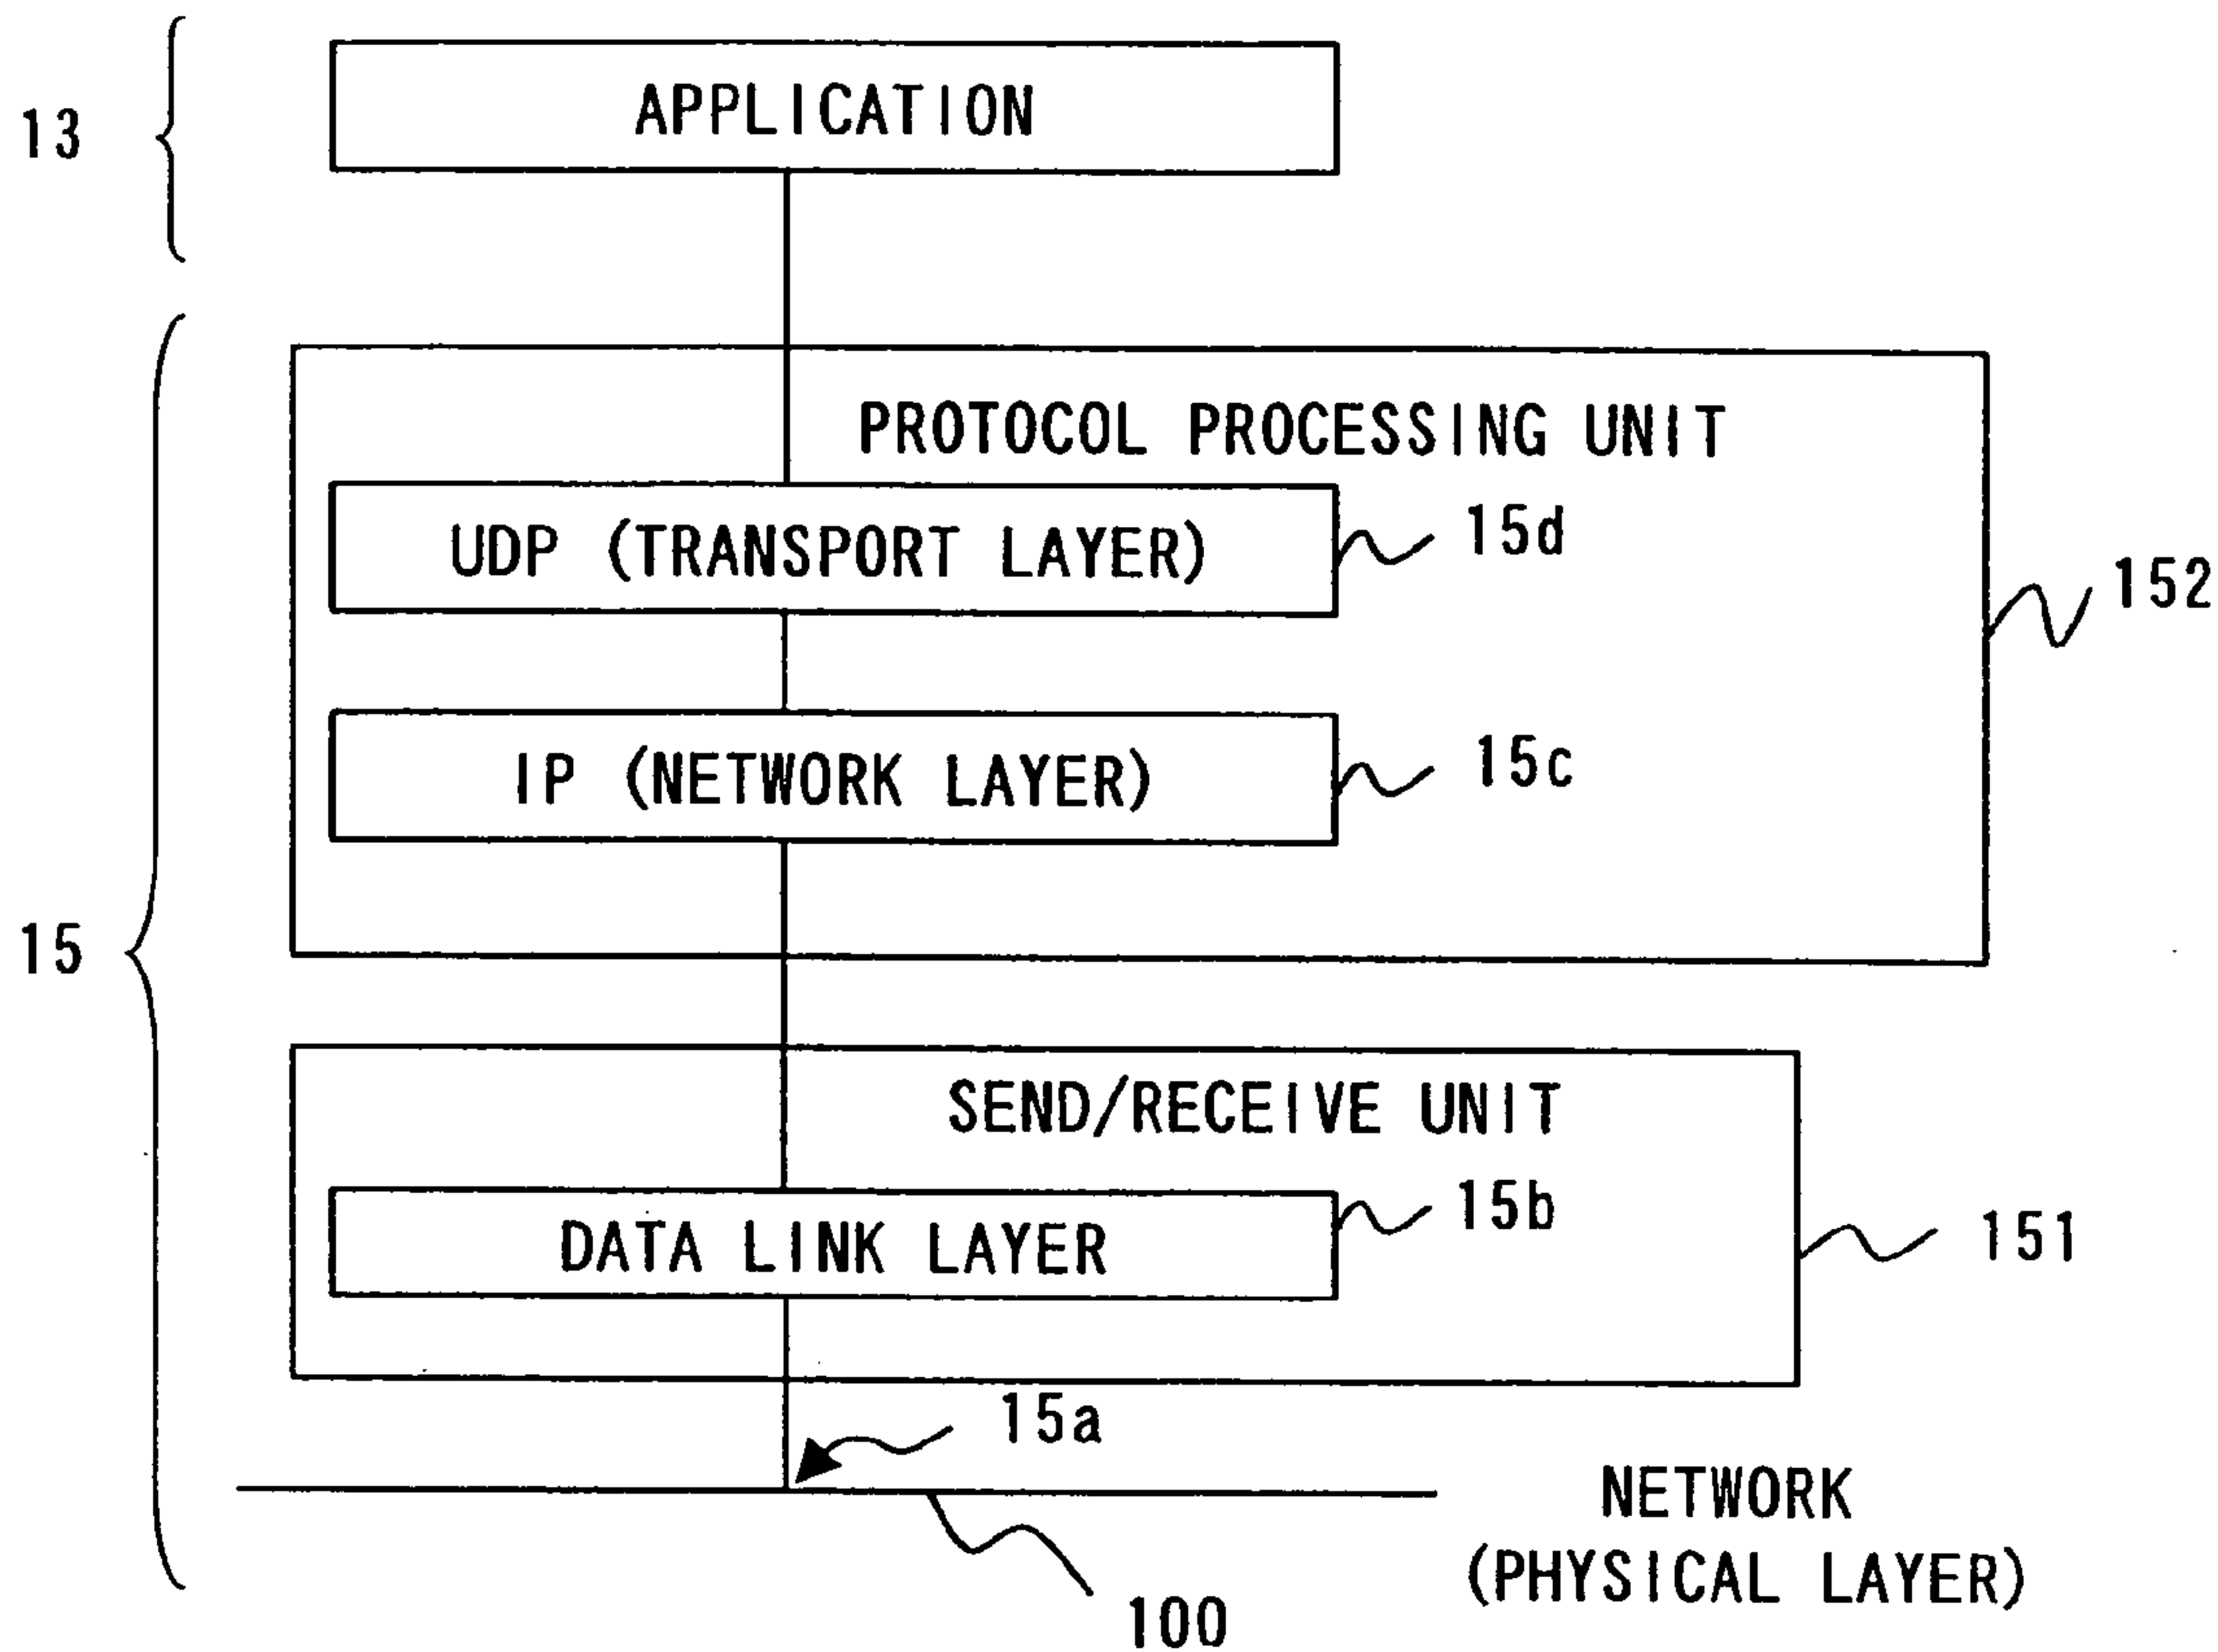 13
APPLICATION
PROTOCOL PROCESSING UNIT
UDP (TRANSPORT LAYER)
15d
152
IP (NETWORK LAYER)
15c
15
SEND/RECEIVE UNIT
DATA LINK LAYER
15b
151
15a
NETWORK
(PHYSICAL LAYER)
100